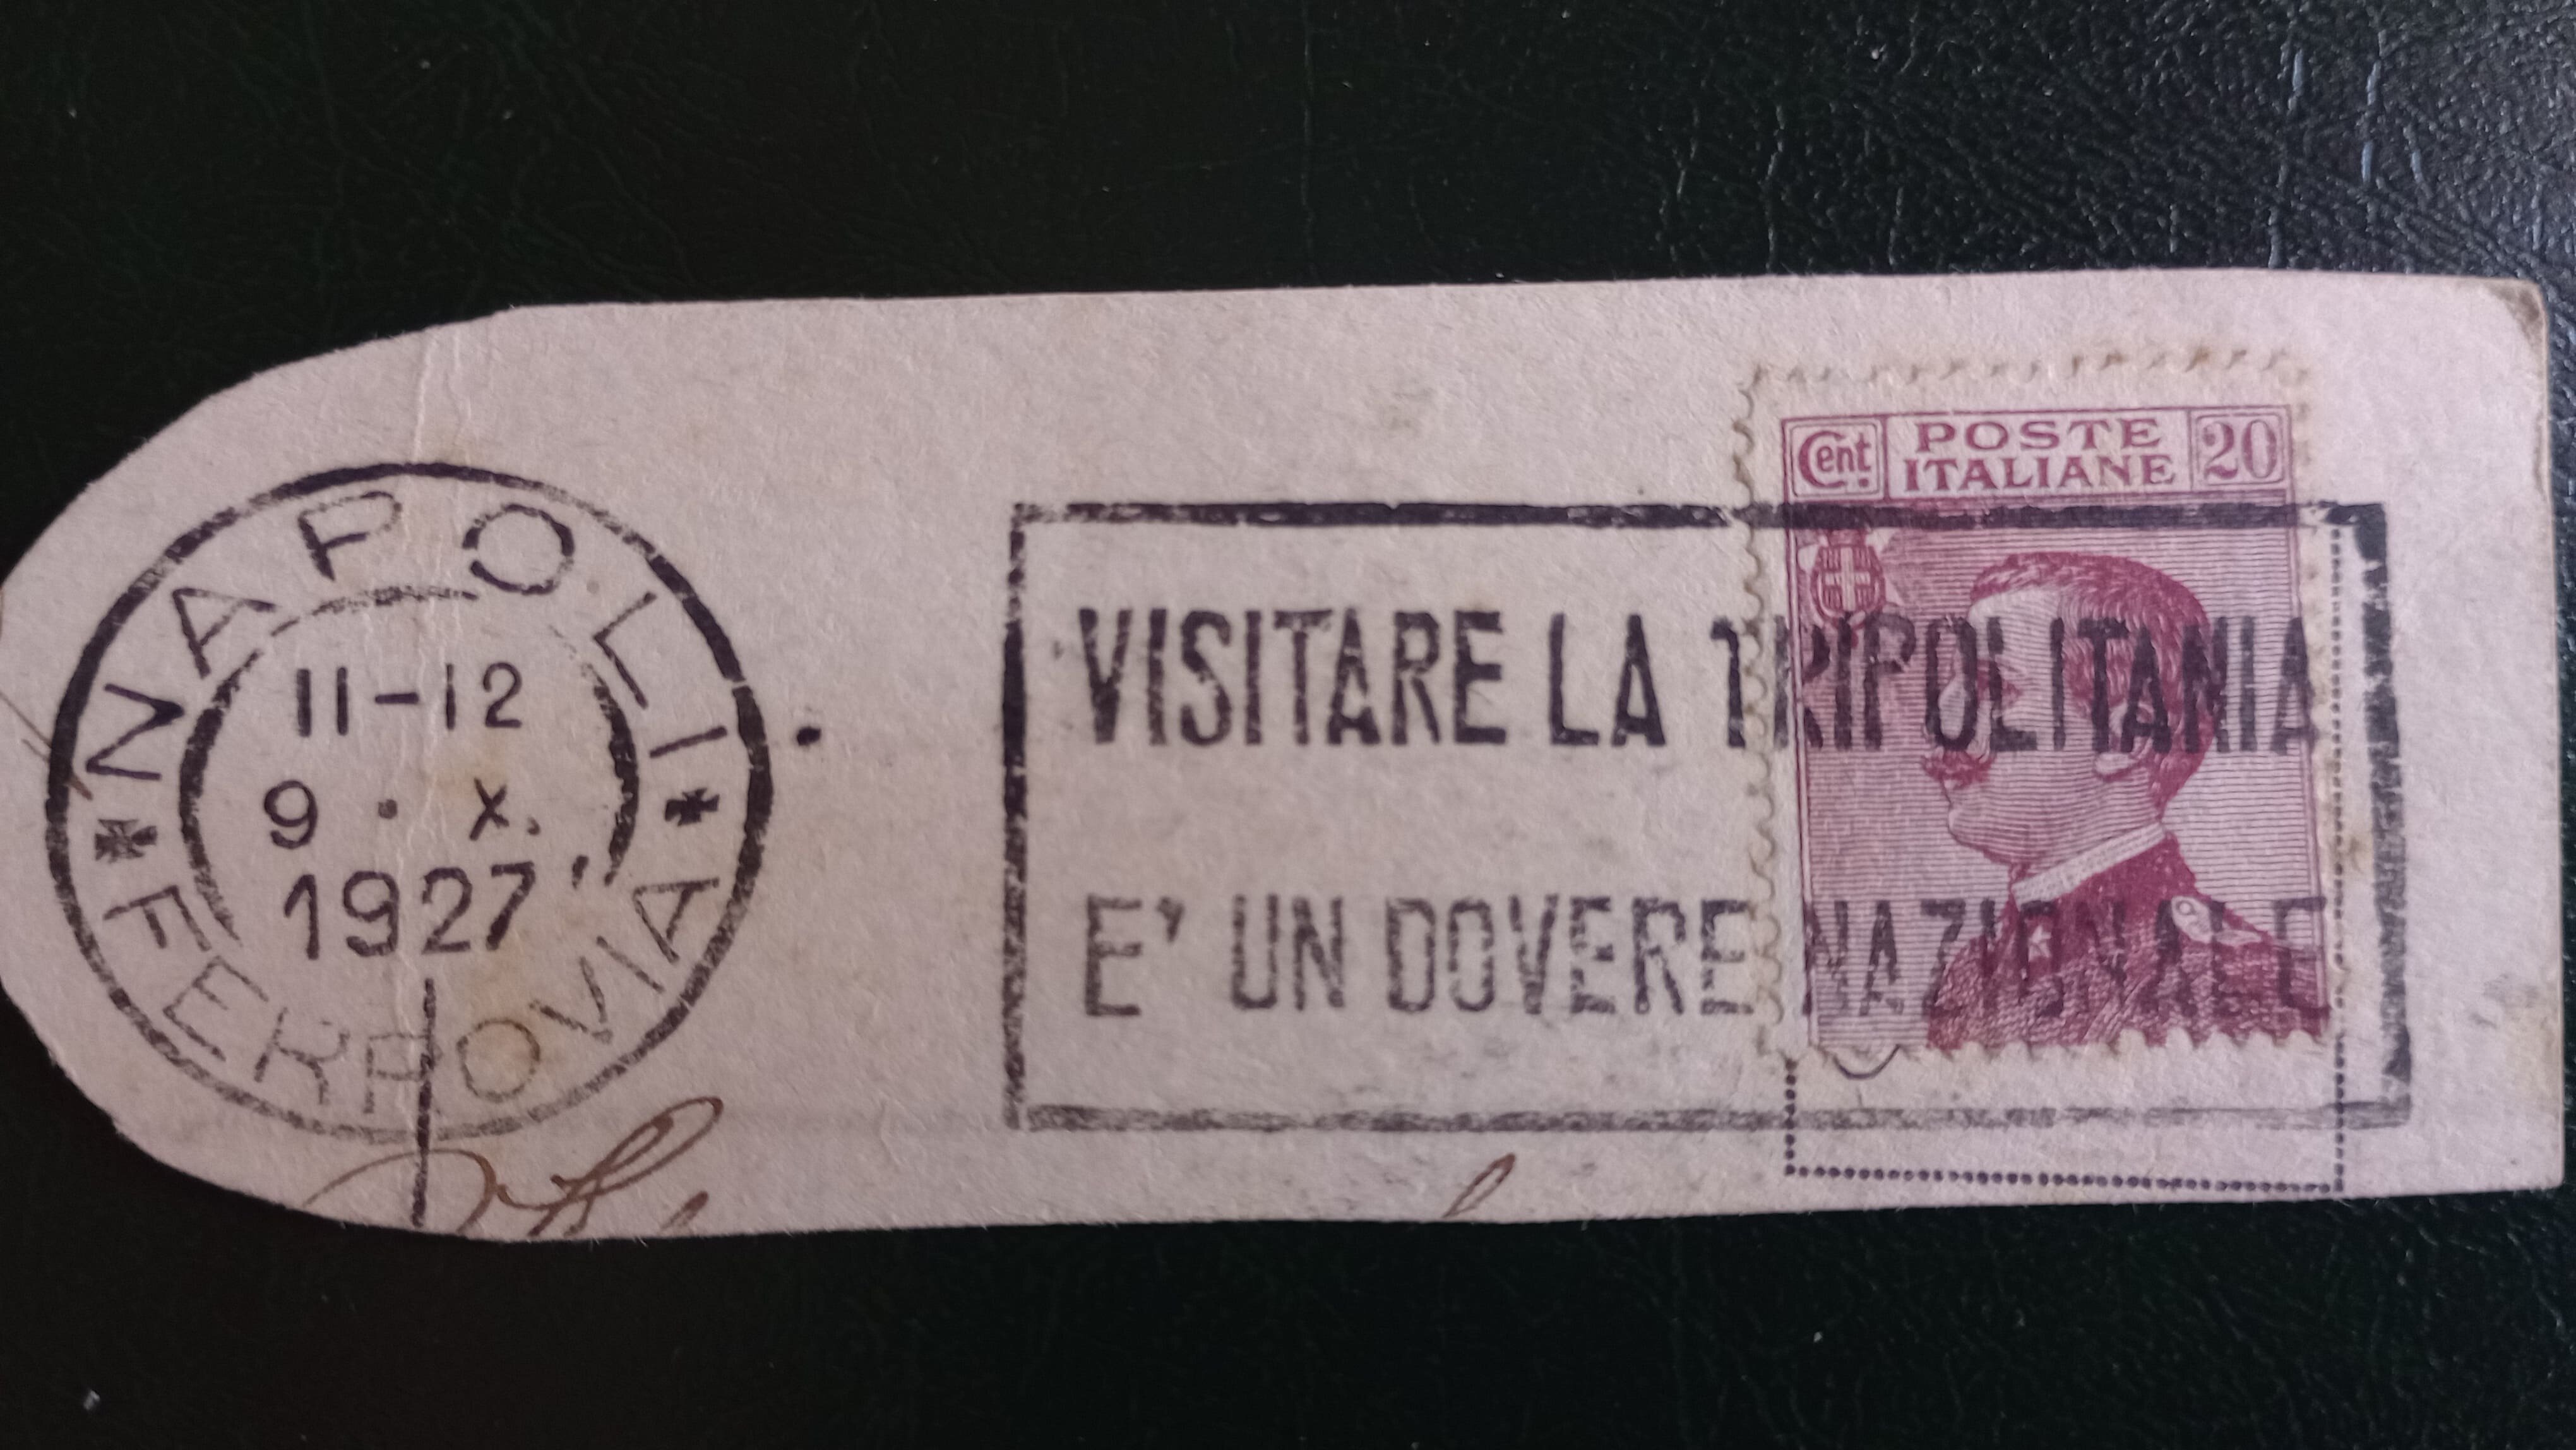 NAPOLI
11-12
9 · X.
1927
FERROVIA
Cent. POSTE ITALIANE 20
VISITARE LA TRIPOLITANIA
E' UN DOVERE NAZIONALE